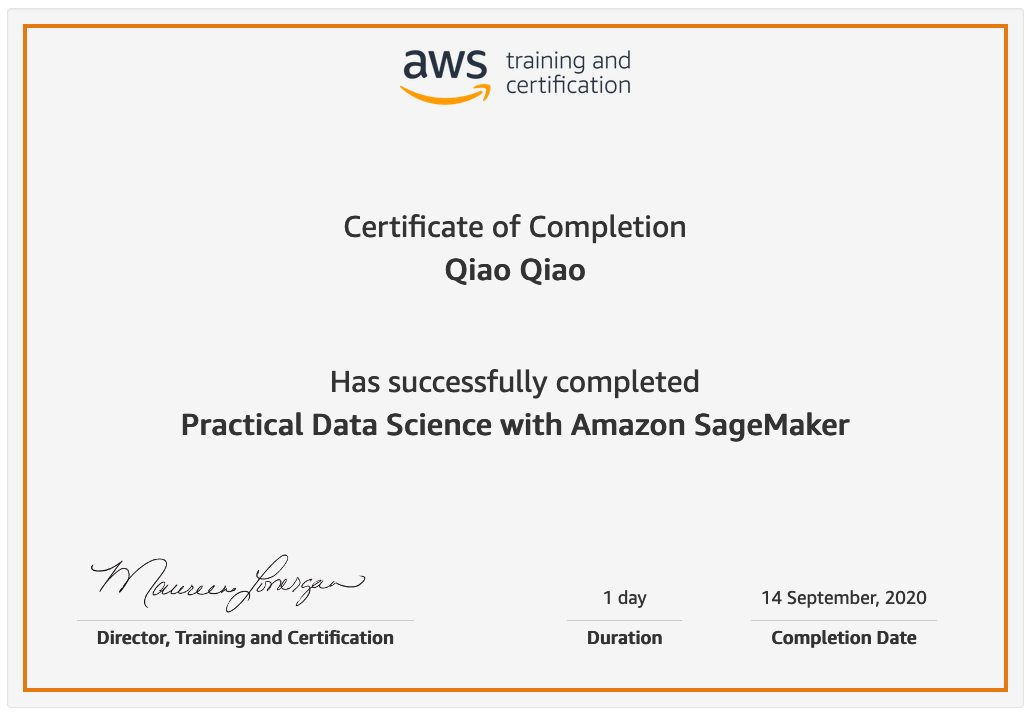 aws training and
certification
Certificate of Completion
Qiao Qiao
Has successfully completed
Practical Data Science with Amazon SageMaker
Maureen Lonergan
1 day
14 September, 2020
Director, Training and Certification
Duration
Completion Date